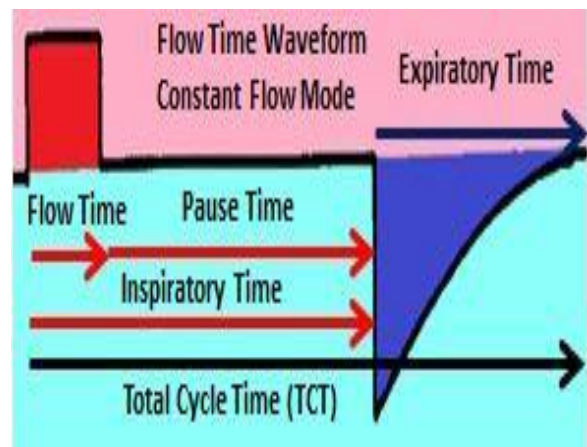 Flow Time Waveform
Constant Flow Mode
Expiratory Time
Flow Time
Pause Time
Inspiratory Time
Total Cycle Time (TCT)